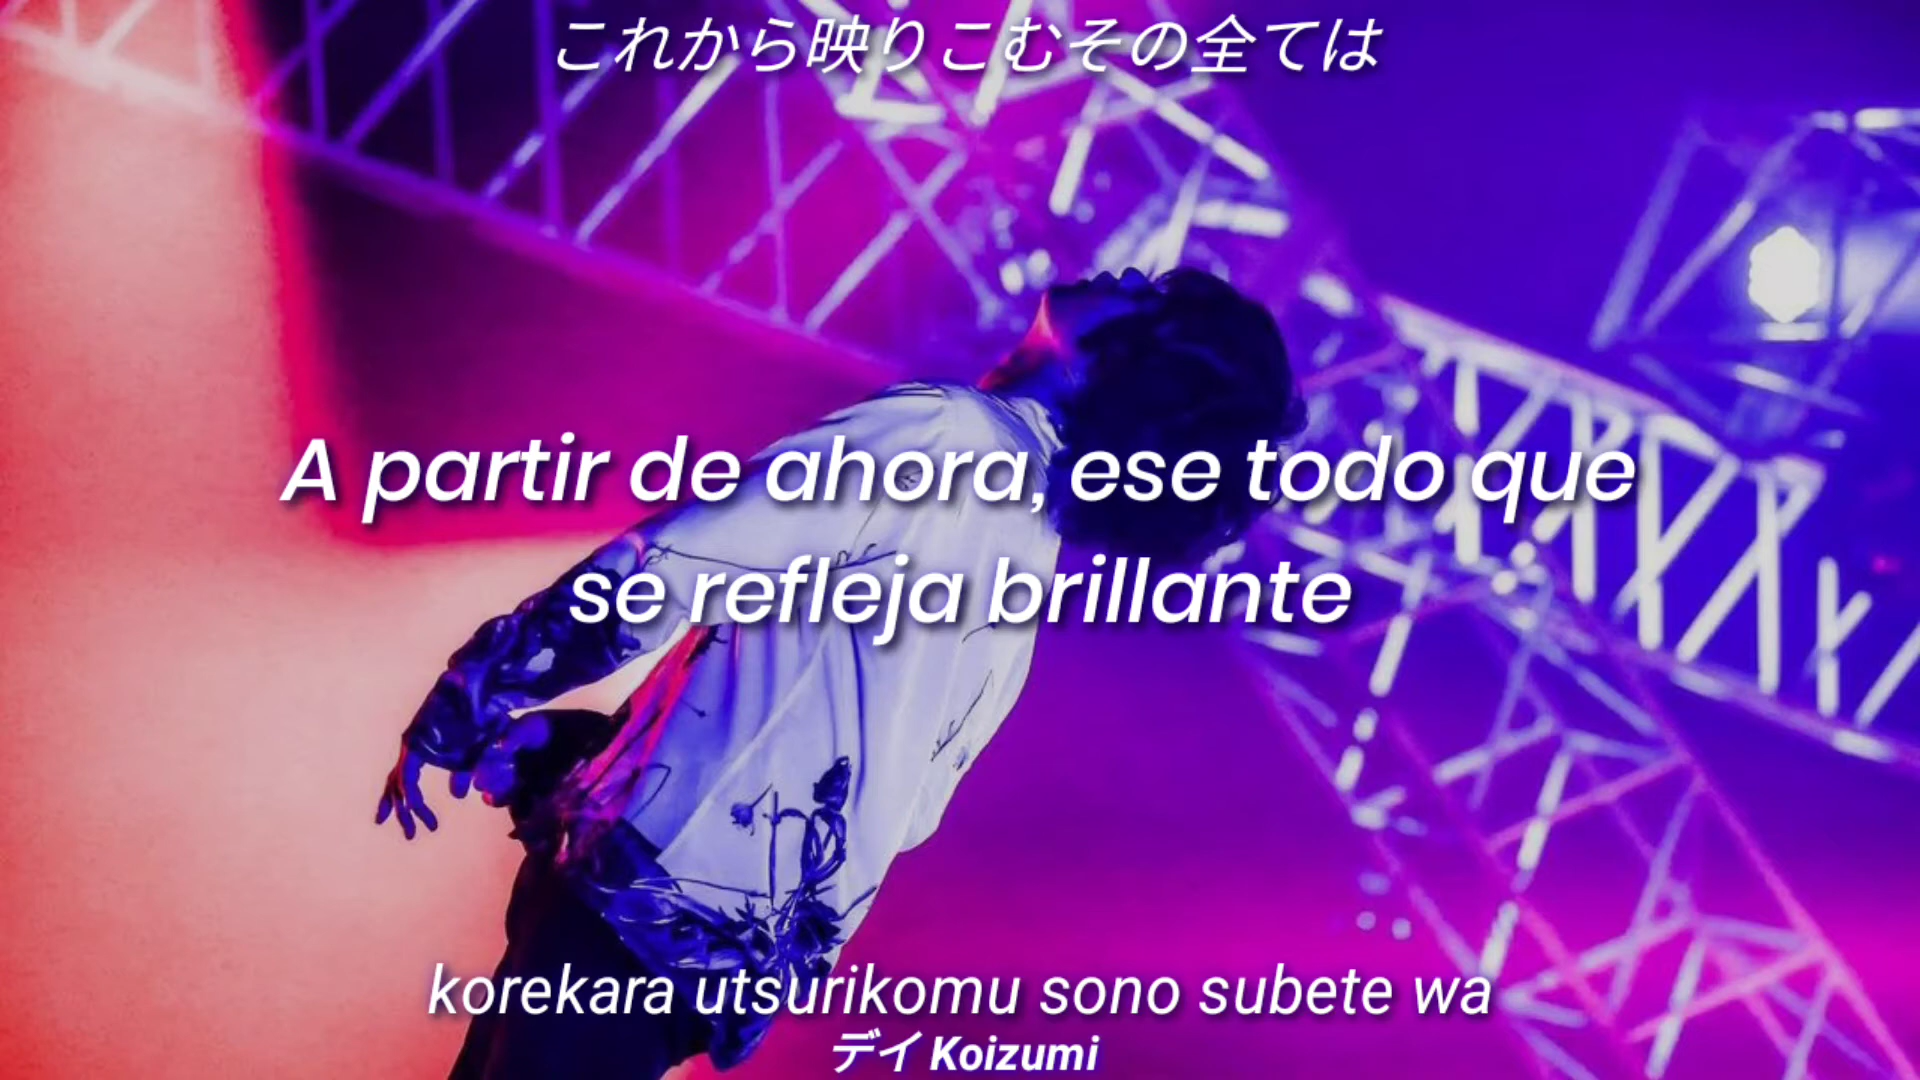 これから映りこむその全ては
A partir de ahora, ese todo que
se refleja brillante
korekara utsurikomu sono subete wa
デイ Koizumi